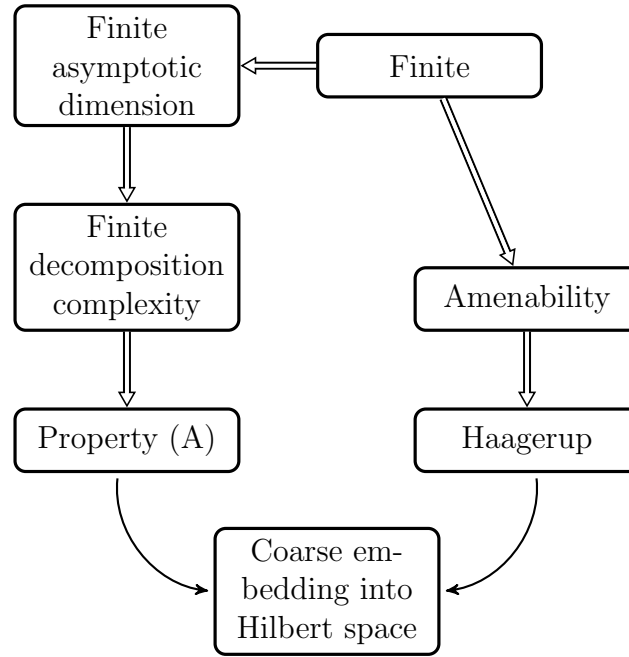 Finite
asymptotic
dimension
Finite
Finite
decomposition
complexity
Amenability
Property (A)
Haagerup
Coarse em-
bedding into
Hilbert space